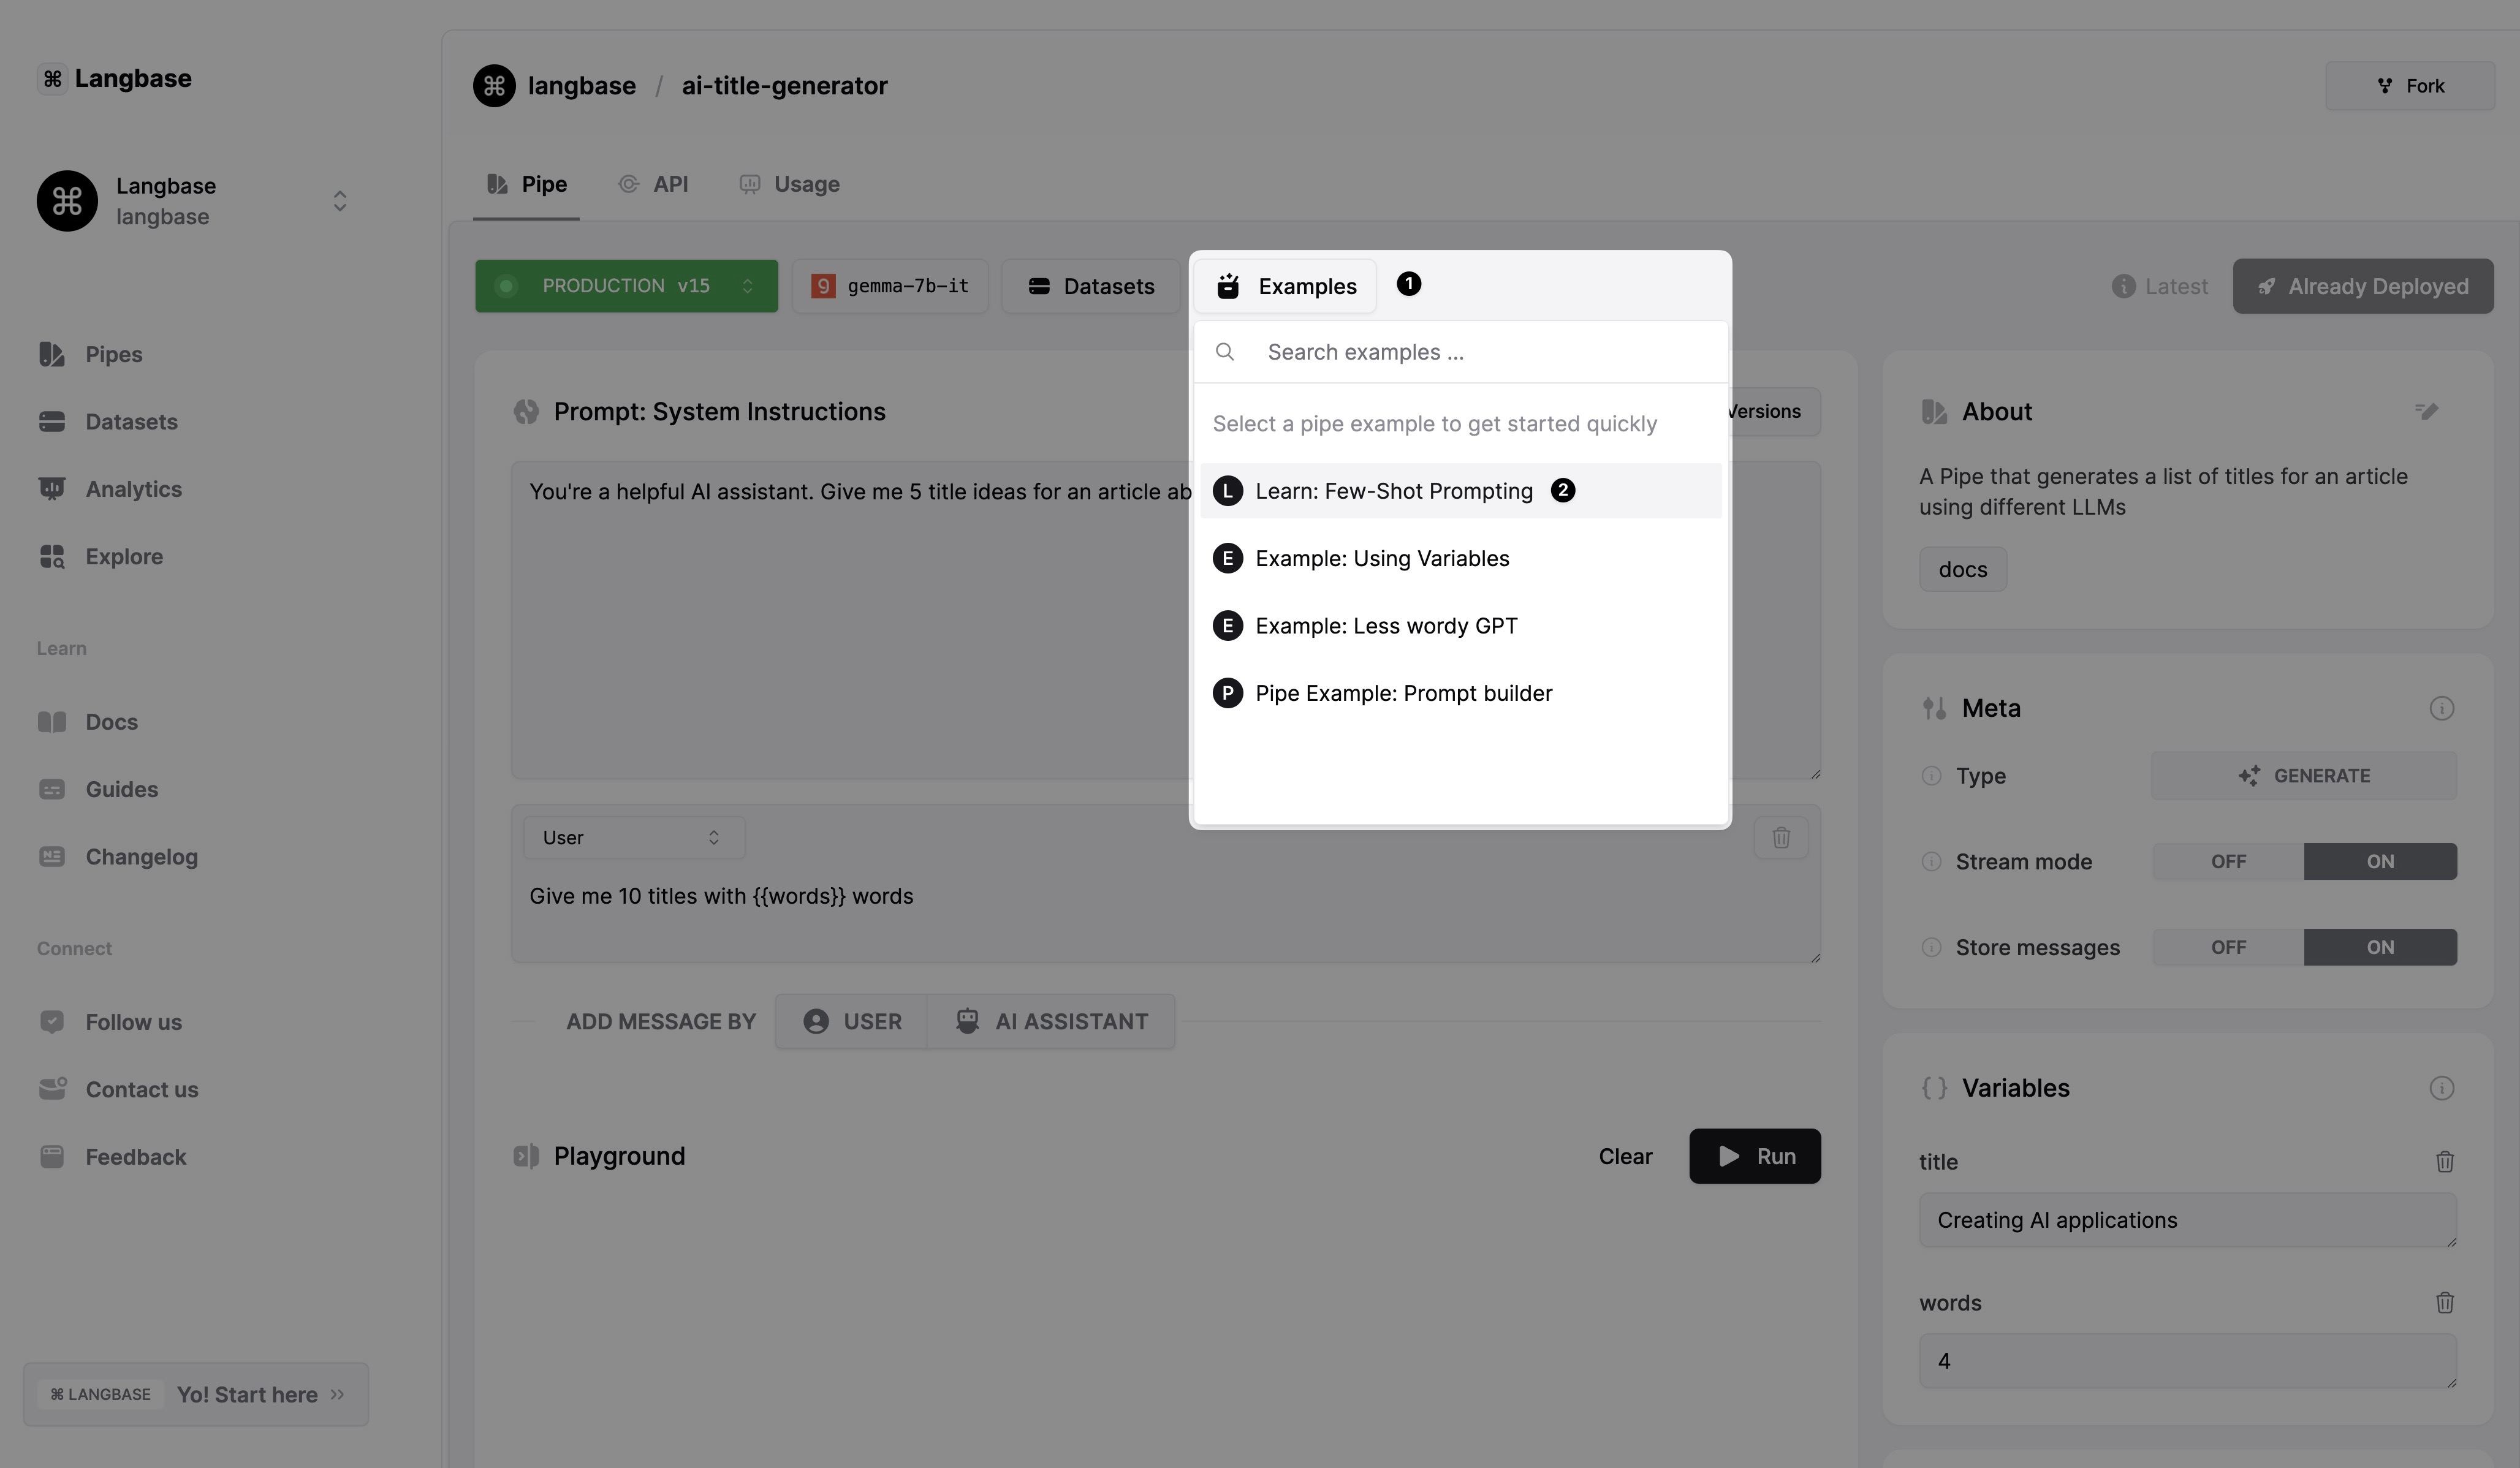 ⌘ Langbase
Langbase
langbase
Pipes
Datasets
Analytics
Explore
Learn
Docs
Guides
Changelog
Connect
Follow us
Contact us
Feedback
⌘ LANGBASE Yo! Start here
langbase / ai-title-generator
Fork
Pipe API Usage
PRODUCTION v15
g gemma-7b-it
Datasets
Examples 1
Latest
Already Deployed
Search examples ...
Select a pipe example to get started quickly
L Learn: Few-Shot Prompting 2
E Example: Using Variables
E Example: Less wordy GPT
P Pipe Example: Prompt builder
Prompt: System Instructions
Versions
You're a helpful AI assistant. Give me 5 title ideas for an article ab
User
Give me 10 titles with {{words}} words
ADD MESSAGE BY USER AI ASSISTANT
Playground
Clear
Run
About
A Pipe that generates a list of titles for an article
using different LLMs
docs
Meta
Type GENERATE
Stream mode OFF ON
Store messages OFF ON
{} Variables
title
Creating AI applications
words
4